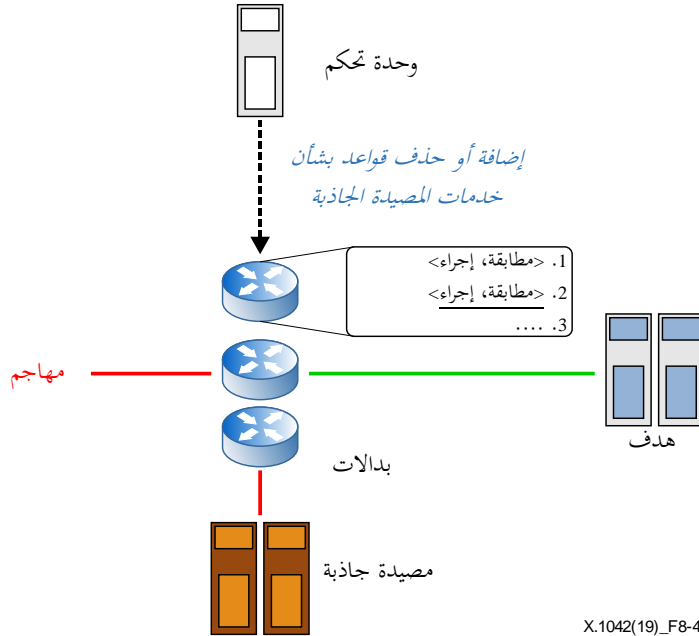 وحدة تحكم
إضافة أو حذف قواعد بشأن
خدمات المصيدة الجاذبة
1. <مطابقة، إجراء>
2. <مطابقة، إجراء>
3. ....
مهاجم
هدف
بدالات
مصيدة جاذبة
X.1042(19)_F8-4